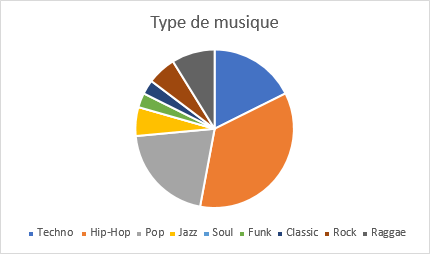 Type de musique
Techno Hip-Hop Pop Jazz Soul Funk Classic Rock Raggae